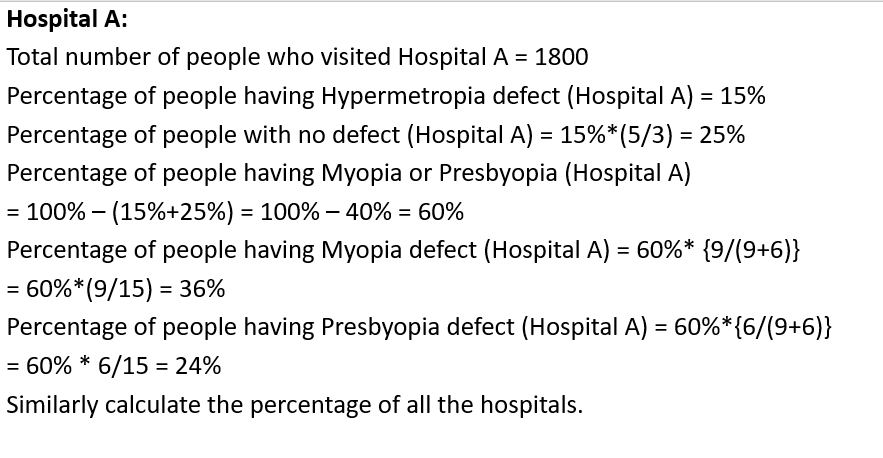 Hospital A:
Total number of people who visited Hospital A = 1800
Percentage of people having Hypermetropia defect (Hospital A) = 15%
Percentage of people with no defect (Hospital A) = 15%*(5/3) = 25%
Percentage of people having Myopia or Presbyopia (Hospital A)
= 100% – (15%+25%) = 100% – 40% = 60%
Percentage of people having Myopia defect (Hospital A) = 60%* {9/(9+6)}
= 60%*(9/15) = 36%
Percentage of people having Presbyopia defect (Hospital A) = 60%*{6/(9+6)}
= 60% * 6/15 = 24%
Similarly calculate the percentage of all the hospitals.